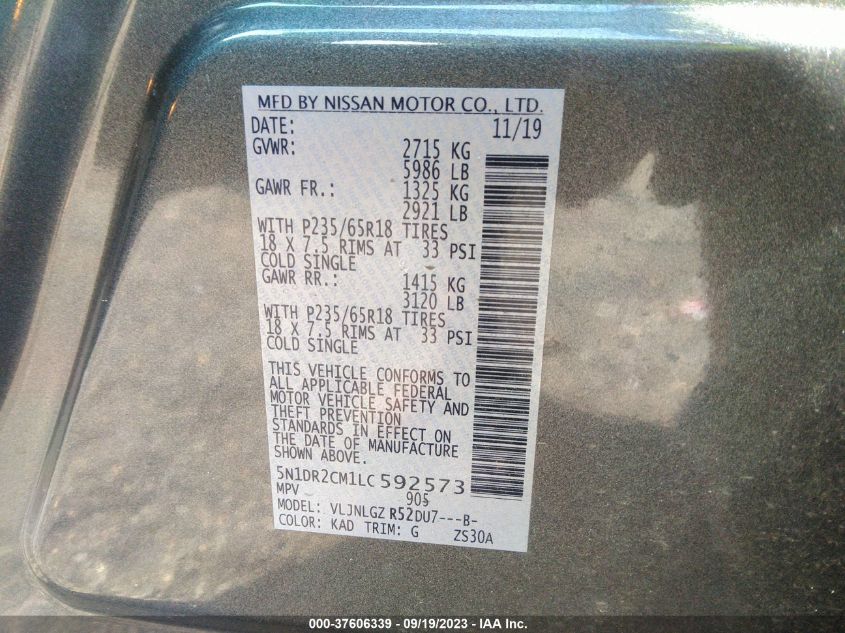 MFD BY NISSAN MOTOR CO., LTD.
DATE: 11/19
GVWR: 2715 KG
5986 LB
GAWR FR.: 1325 KG
2921 LB
WITH P235/65R18 TIRES
18 X 7.5 RIMS AT 33 PSI
COLD SINGLE
GAWR RR.: 1415 KG
3120 LB
WITH P235/65R18 TIRES
18 X 7.5 RIMS AT 33 PSI
COLD SINGLE
THIS VEHICLE CONFORMS TO
ALL APPLICABLE FEDERAL
MOTOR VEHICLE SAFETY AND
THEFT PREVENTION
STANDARDS IN EFFECT ON
THE DATE OF MANUFACTURE
SHOWN ABOVE.
5N1DR2CM1LC592573
MPV 905
MODEL: VLJNLGZ R52DU7---B-
COLOR: KAD TRIM: G ZS30A
000-37606339 - 09/19/2023 - IAA Inc.